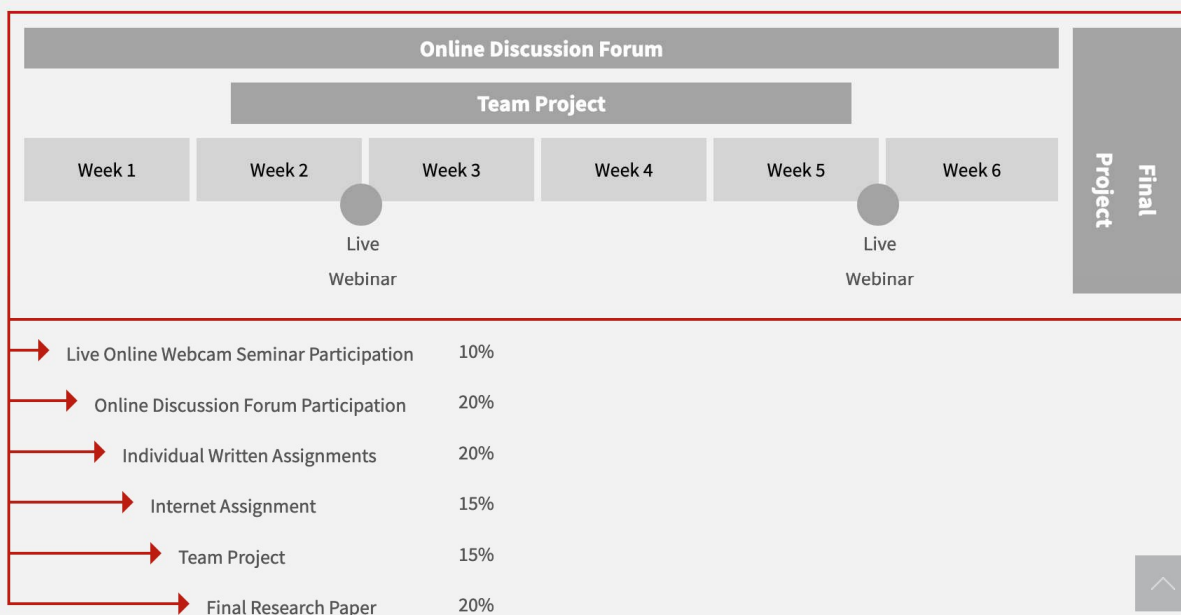 Online Discussion Forum
Team Project
Week 1 Week 2 Week 3 Week 4 Week 5 Week 6
Final
Project
Live
Webinar
Live
Webinar
Live Online Webcam Seminar Participation 10%
Online Discussion Forum Participation 20%
Individual Written Assignments 20%
Internet Assignment 15%
Team Project 15%
Final Research Paper 20%